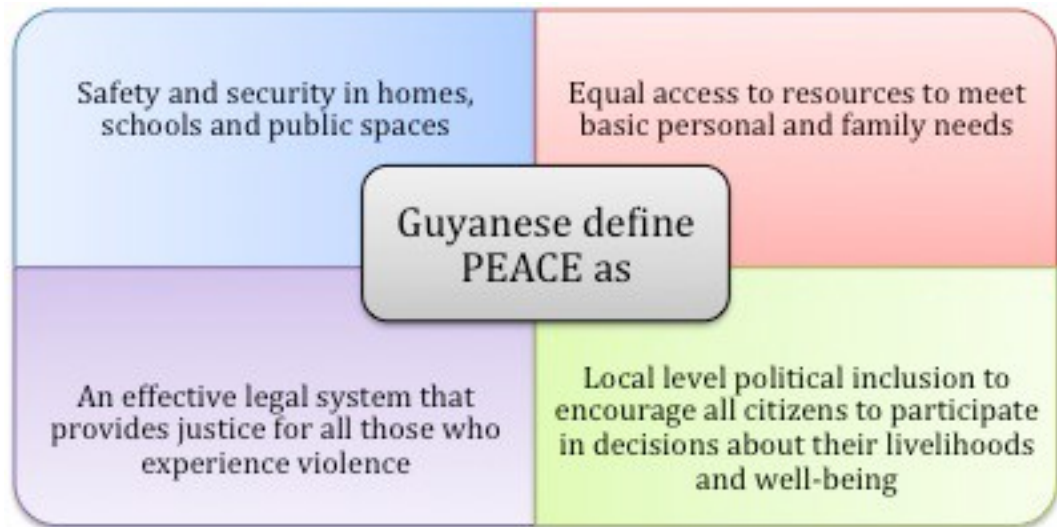 Safety and security in homes,
schools and public spaces
Equal access to resources to meet
basic personal and family needs
Guyanese define
PEACE as
An effective legal system that
provides justice for all those who
experience violence
Local level political inclusion to
encourage all citizens to participate
in decisions about their livelihoods
and well-being